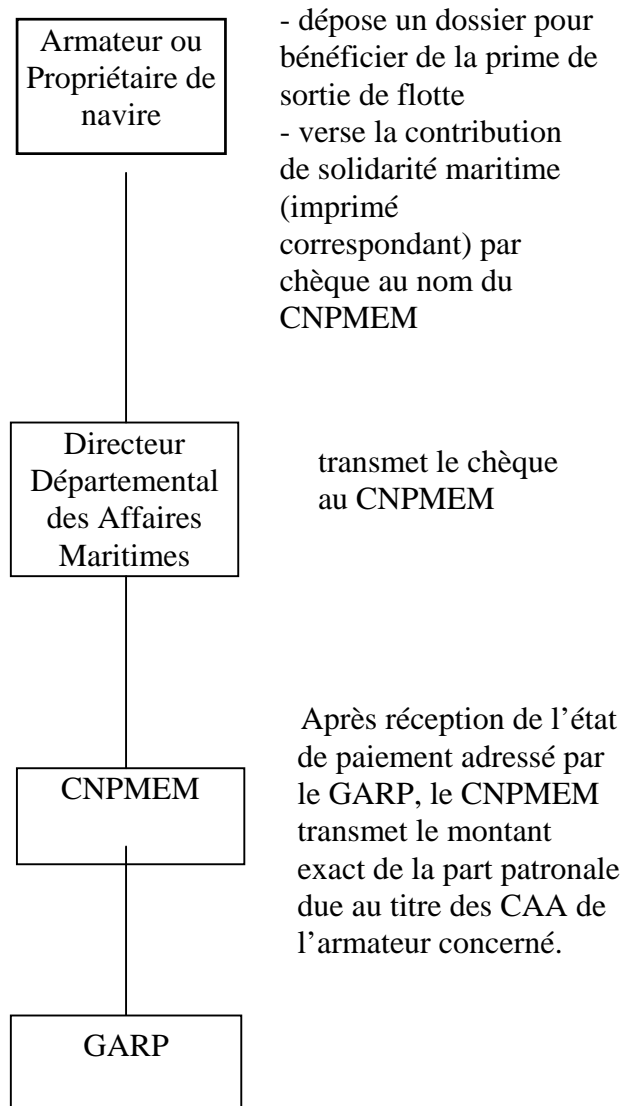 Armateur ou
Propriétaire de
navire
- dépose un dossier pour
bénéficier de la prime de
sortie de flotte
- verse la contribution
de solidarité maritime
(imprimé
correspondant) par
chèque au nom du
CNPMEM
Directeur
Départemental
des Affaires
Maritimes
transmet le chèque
au CNPMEM
CNPMEM
Après réception de l’état
de paiement adressé par
le GARP, le CNPMEM
transmet le montant
exact de la part patronale
due au titre des CAA de
l’armateur concerné.
GARP